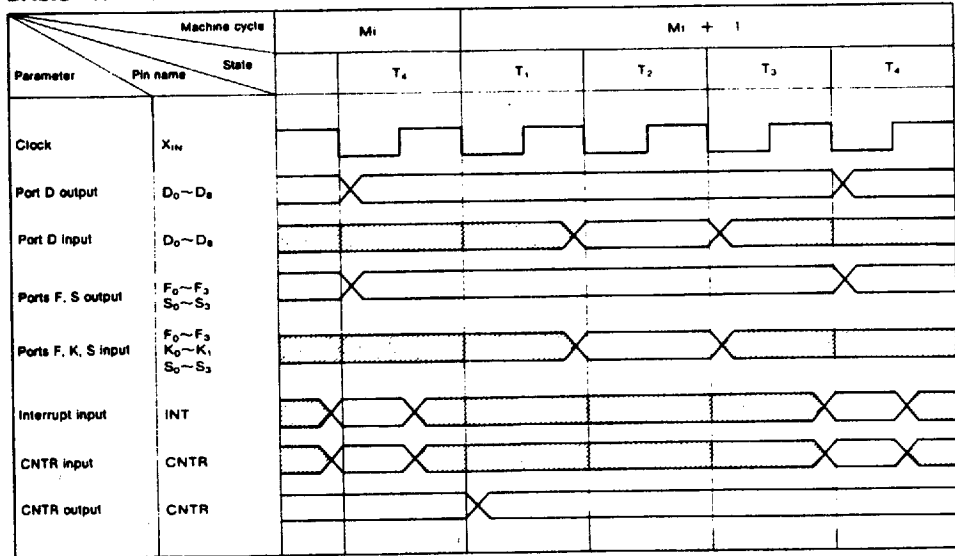 Machine cycle Mi Mi + 1
State
Parameter Pin name T₄ T₁ T₂ T₃ T₄
Clock X_IN
Port D output D₀～D₈
Port D input D₀～D₈
Ports F, S output F₀～F₃
S₀～S₃
Ports F, K, S input F₀～F₃
K₀～K₁
S₀～S₃
Interrupt input INT
CNTR input CNTR
CNTR output CNTR